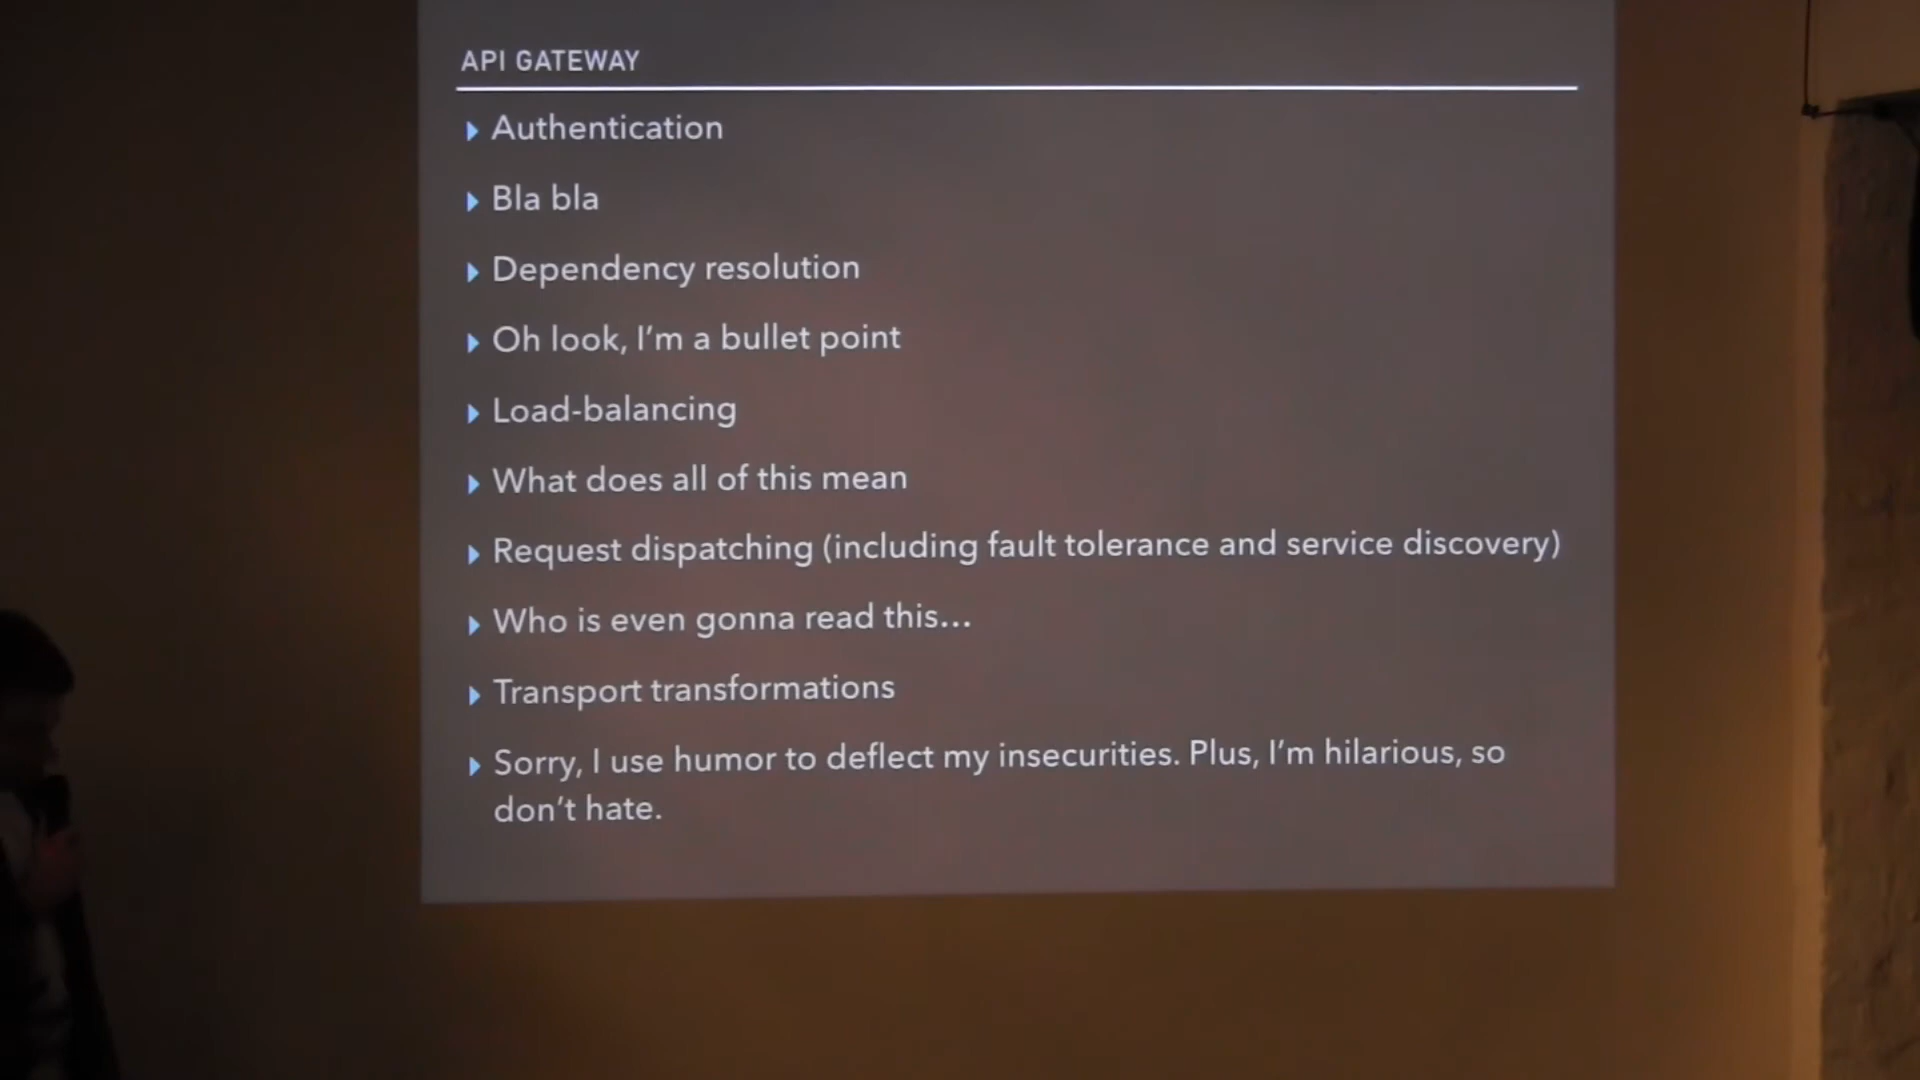 API GATEWAY
Authentication
Bla bla
Dependency resolution
Oh look, I'm a bullet point
Load-balancing
What does all of this mean
Request dispatching (including fault tolerance and service discovery)
Who is even gonna read this...
Transport transformations
Sorry, I use humor to deflect my insecurities. Plus, I'm hilarious, so
don't hate.